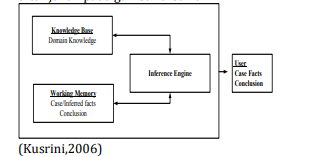 Knowledge Base
Domain Knowledge
Inference Engine
User
Case Facts
Conclusion
Working Memory
Case/Inferred facts
Conclusion
(Kusrini,2006)